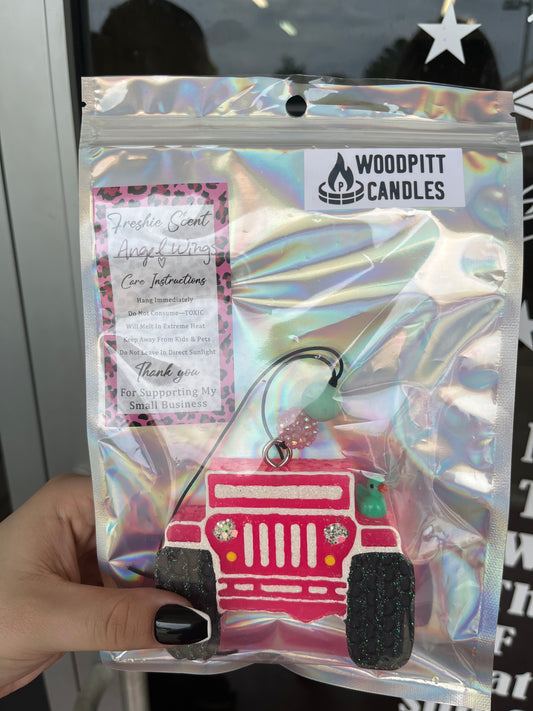 WOODPITT
CANDLES
Freshie Scent
Angel Wings
Care Instructions
Hang Immediately
Do Not Consume—TOXIC
Will Melt In Extreme Heat
Keep Away From Kids & Pets
Do Not Leave In Direct Sunlight
Thank you
For Supporting My
Small Business